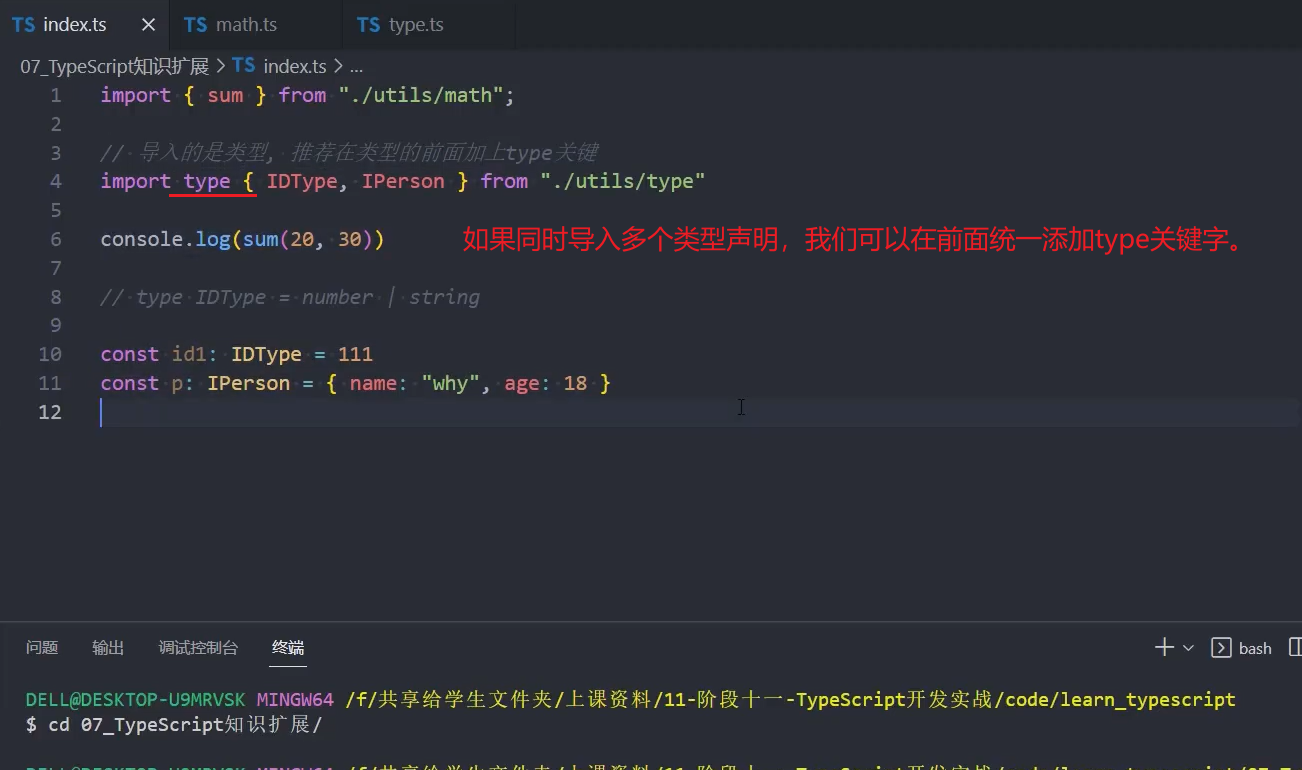 TS index.ts × TS math.ts TS type.ts
07_TypeScript知识扩展 > TS index.ts > ...
1 import { sum } from "./utils/math";
2
3 // 导入的是类型, 推荐在类型的前面加上type关键
4 import type { IDType, IPerson } from "./utils/type"
5
6 console.log(sum(20, 30)) 如果同时导入多个类型声明，我们可以在前面统一添加type关键字。
7
8 // type IDType = number | string
9
10 const id1: IDType = 111
11 const p: IPerson = { name: "why", age: 18 }
12
问题 输出 调试控制台 终端 bash
DELL@DESKTOP-U9MRVSK MINGW64 /f/共享给学生文件夹/上课资料/11-阶段十一-TypeScript开发实战/code/learn_typescript
$ cd 07_TypeScript知识扩展/